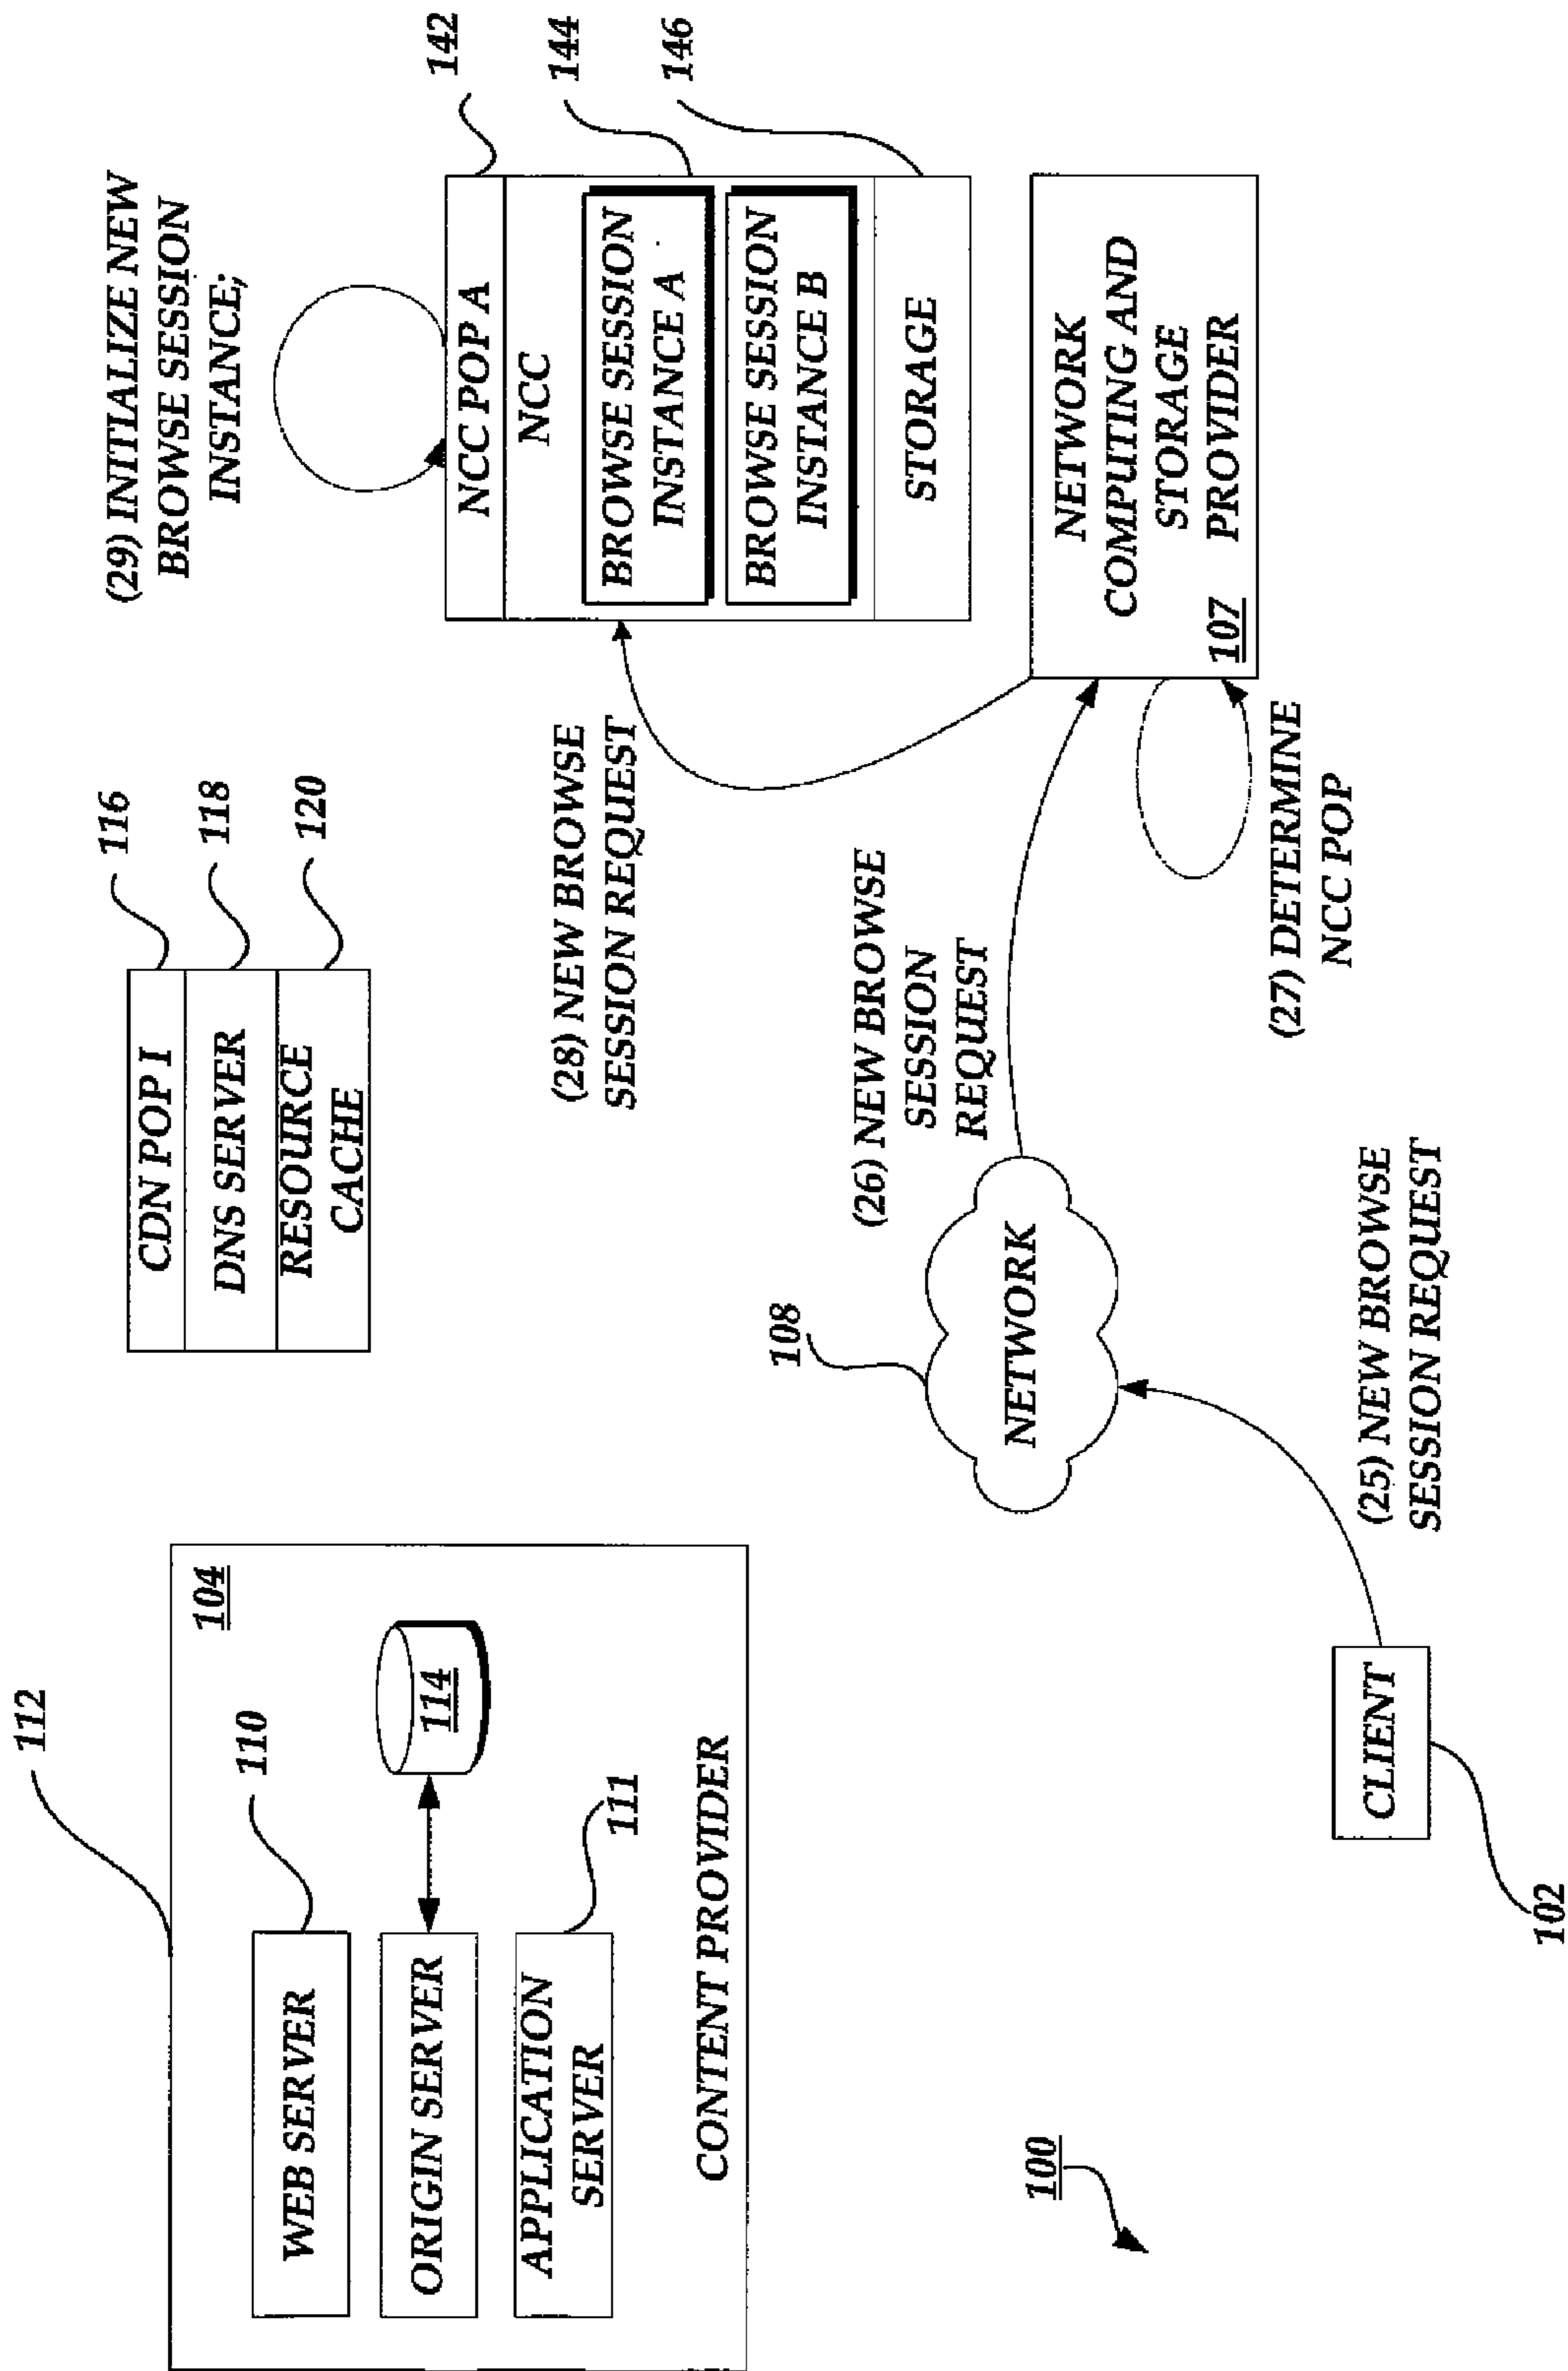 112
104
WEB SERVER
110
ORIGIN SERVER
114
APPLICATION
SERVER
111
CONTENT PROVIDER
CDN POP I
DNS SERVER
RESOURCE
CACHE
116
118
120
(29) INITIALIZE NEW
BROWSE SESSION
INSTANCE;
NCC POP A
NCC
BROWSE SESSION
INSTANCE A
BROWSE SESSION
INSTANCE B
STORAGE
142
144
146
(28) NEW BROWSE
SESSION REQUEST
108
NETWORK
(26) NEW BROWSE
SESSION
REQUEST
NETWORK
COMPUTING AND
STORAGE
PROVIDER
107
(27) DETERMINE
NCC POP
(25) NEW BROWSE
SESSION REQUEST
CLIENT
102
100